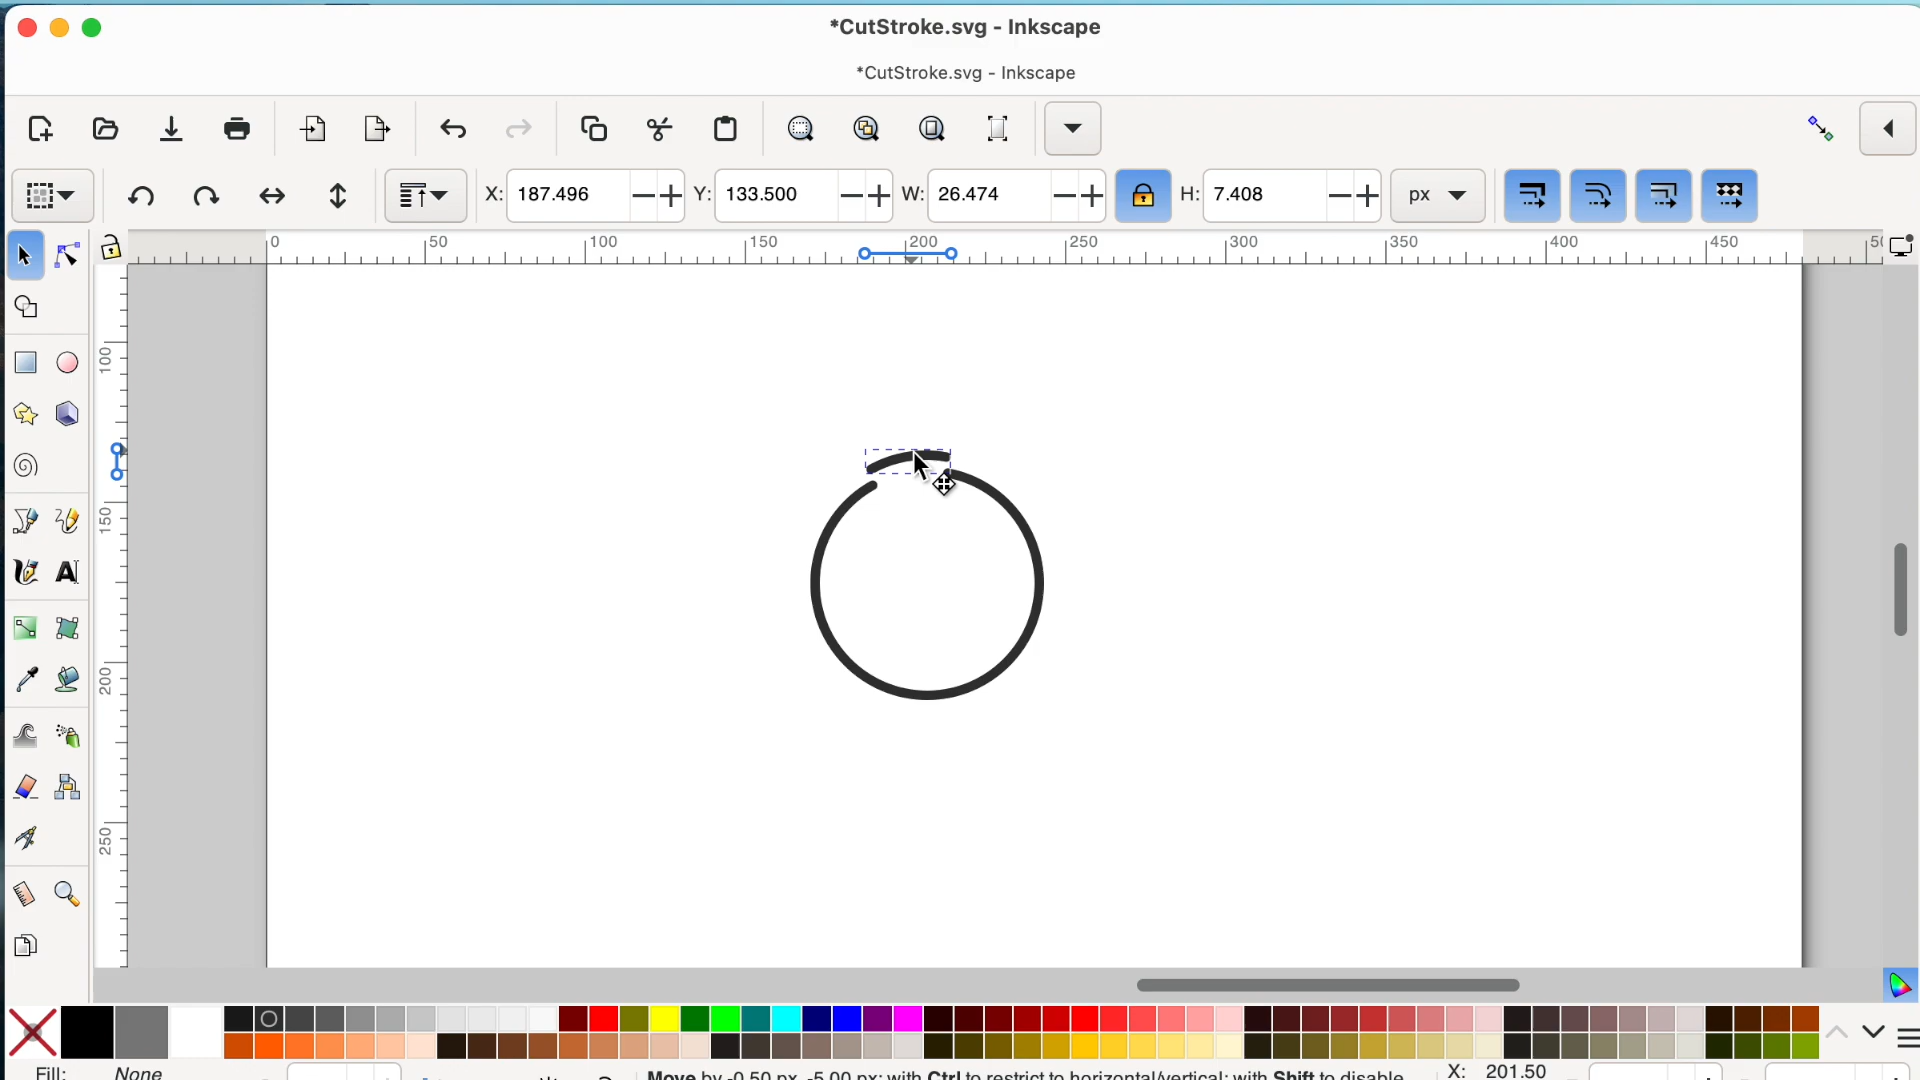 *CutStroke.svg - Inkscape
*CutStroke.svg - Inkscape
X: 187.496 Y: 133.500 W: 26.474 H: 7.408 px
0 50 100 150 200 250 300 350 400 450
100
150
200
250
Fill: None Move by -0.50 px, -5.00 px; with Ctrl to restrict to horizontal/vertical; with Shift to disable X: 201.50